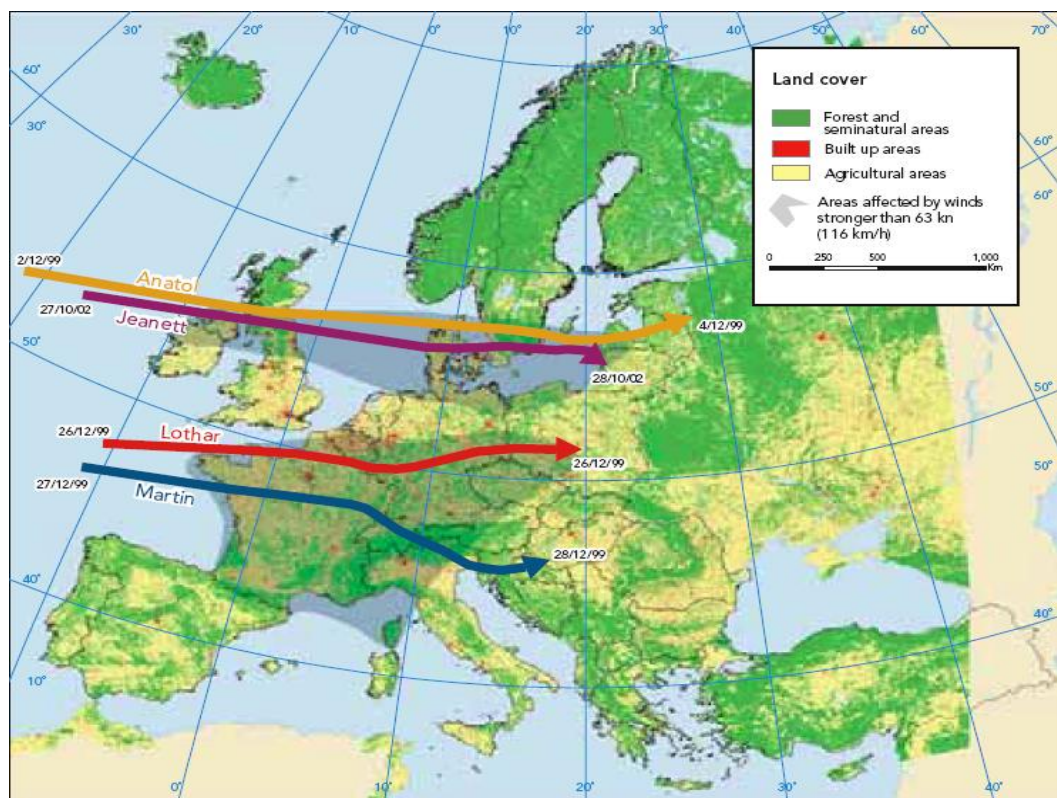 30°
20°
10°
0°
10°
20°
30°
40°
50°
60°
70°
60°
30°
50°
40°
10°
0°
10°
20°
30°
40°
40°
50°
50°
60°
60°
Land cover
Forest and
seminatural areas
Built up areas
Agricultural areas
Areas affected by winds
stronger than 63 kn
(116 km/h)
0 250 500 1,000
Km
2/12/99
Anatol
27/10/02
Jeanett
4/12/99
28/10/02
26/12/99
Lothar
26/12/99
27/12/99
Martin
28/12/99